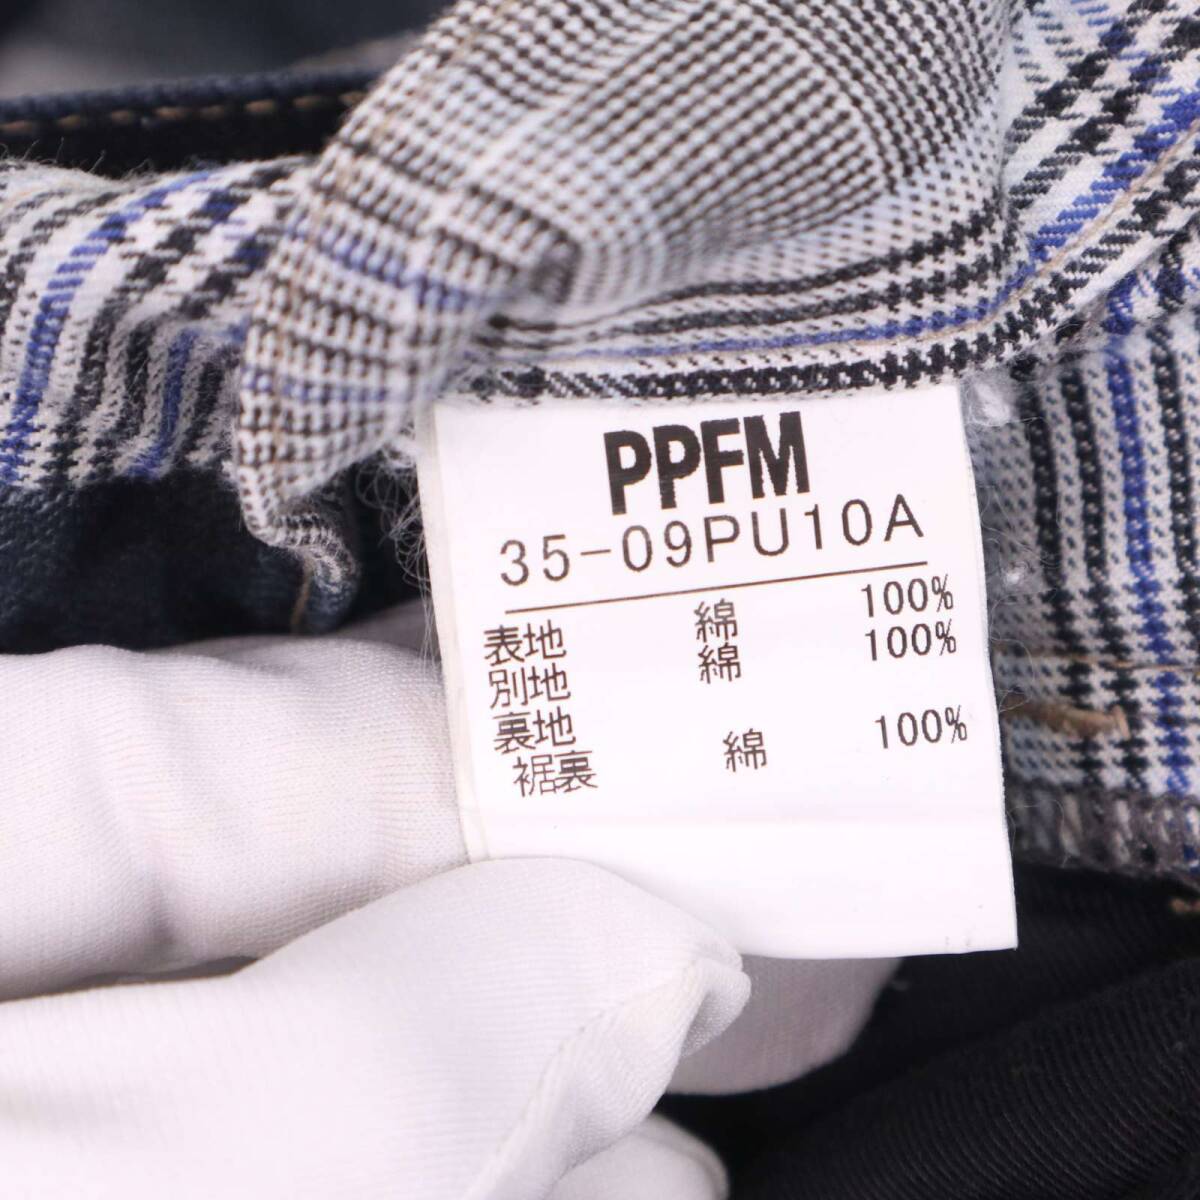 PPFM
35-09PU10A
表地 綿 100%
別地 綿 100%
裏地
裾裏 綿 100%